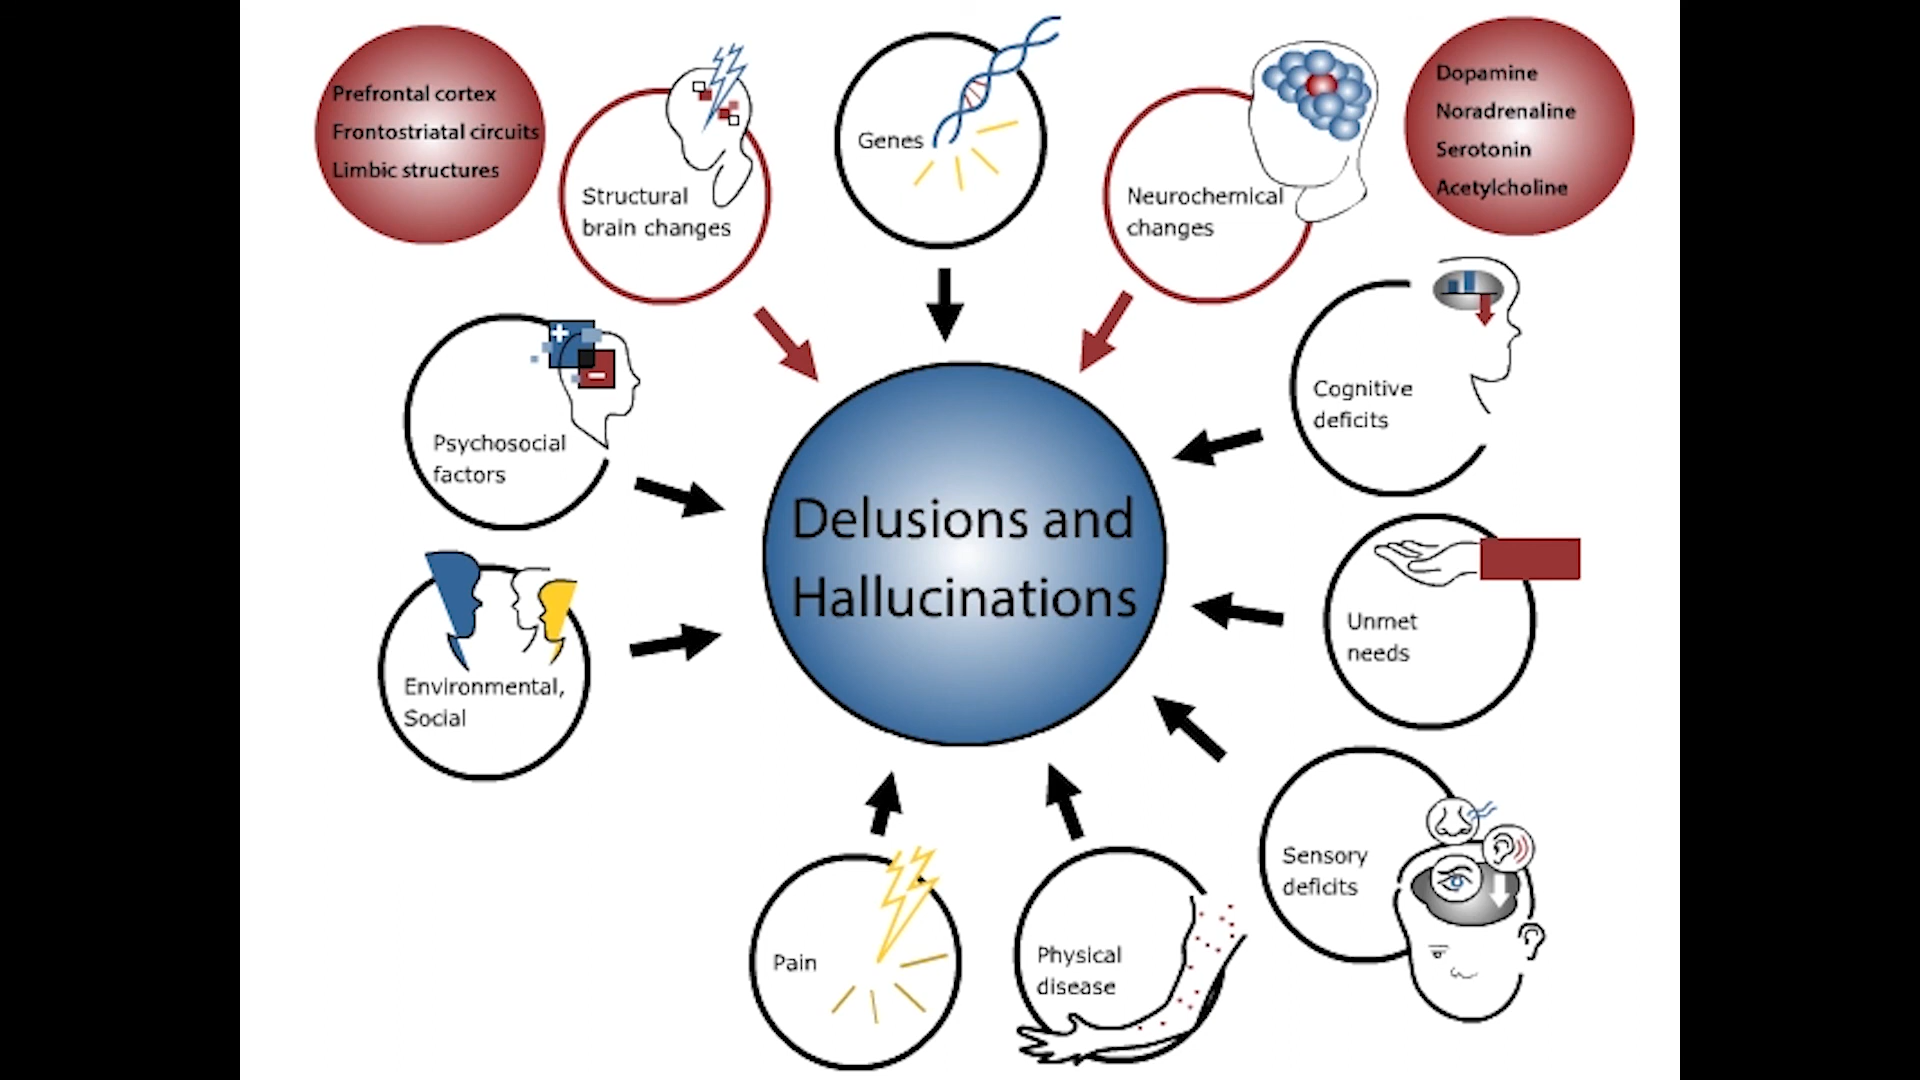 Prefrontal cortex
Frontostriatal circuits
Limbic structures
Structural
brain changes
Genes
Neurochemical
changes
Dopamine
Noradrenaline
Serotonin
Acetylcholine
Psychosocial
factors
Cognitive
deficits
Delusions and
Hallucinations
Environmental,
Social
Unmet
needs
Pain
Physical
disease
Sensory
deficits